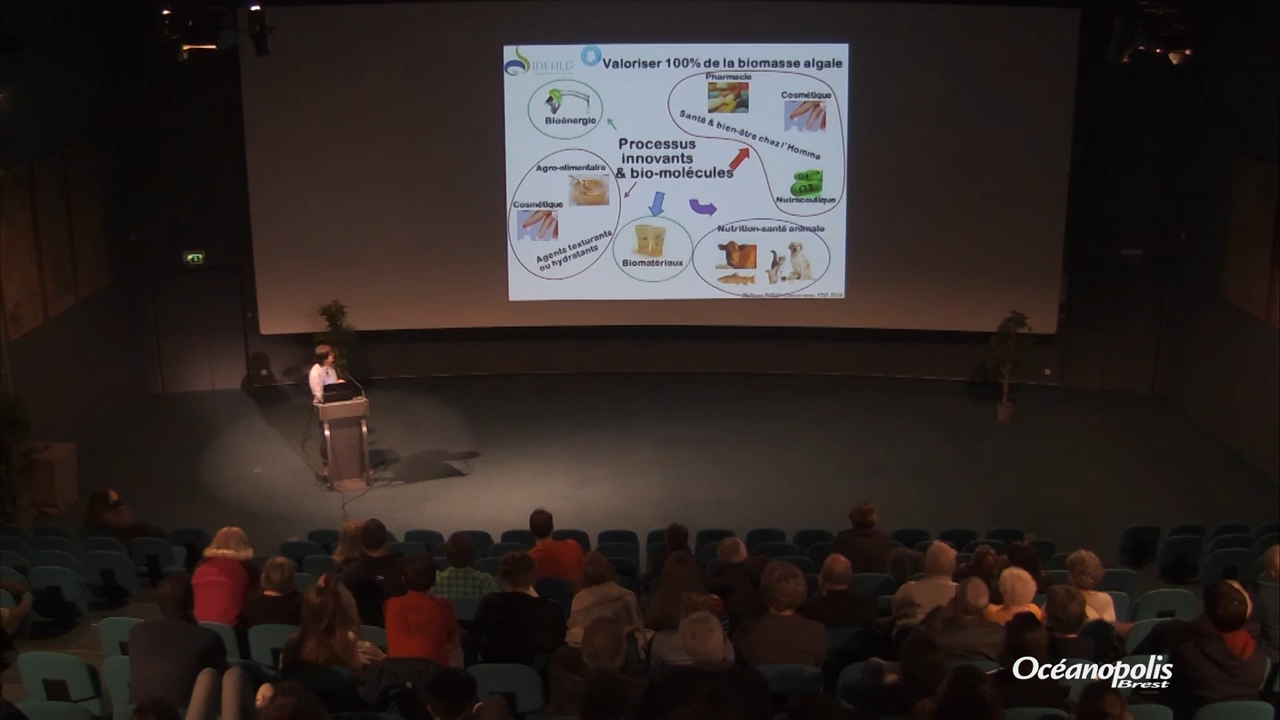 IDEALG
Valoriser 100% de la biomasse algale
Pharmacie
Cosmétique
Santé & bien-être chez l'Homme
Bioénergie
Processus
innovants
& bio-molécules
Agro-alimentaire
Cosmétique
Nutraceutique
Agents texturants
ou hydratants
Biomatériaux
Nutrition-santé animale
Océanopolis
Brest